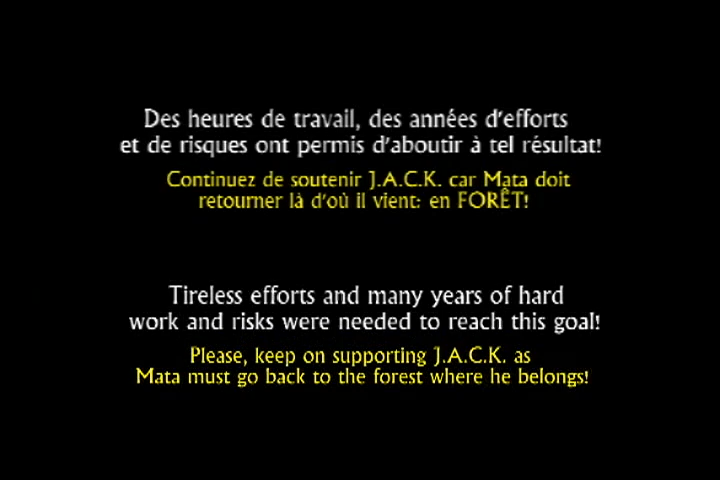 Des heures de travail, des années d'efforts
et de risques ont permis d'aboutir à tel résultat!
Continuez de soutenir J.A.C.K. car Mata doit
retourner là d'où il vient: en FORÊT!
Tireless efforts and many years of hard
work and risks were needed to reach this goal!
Please, keep on supporting J.A.C.K. as
Mata must go back to the forest where he belongs!